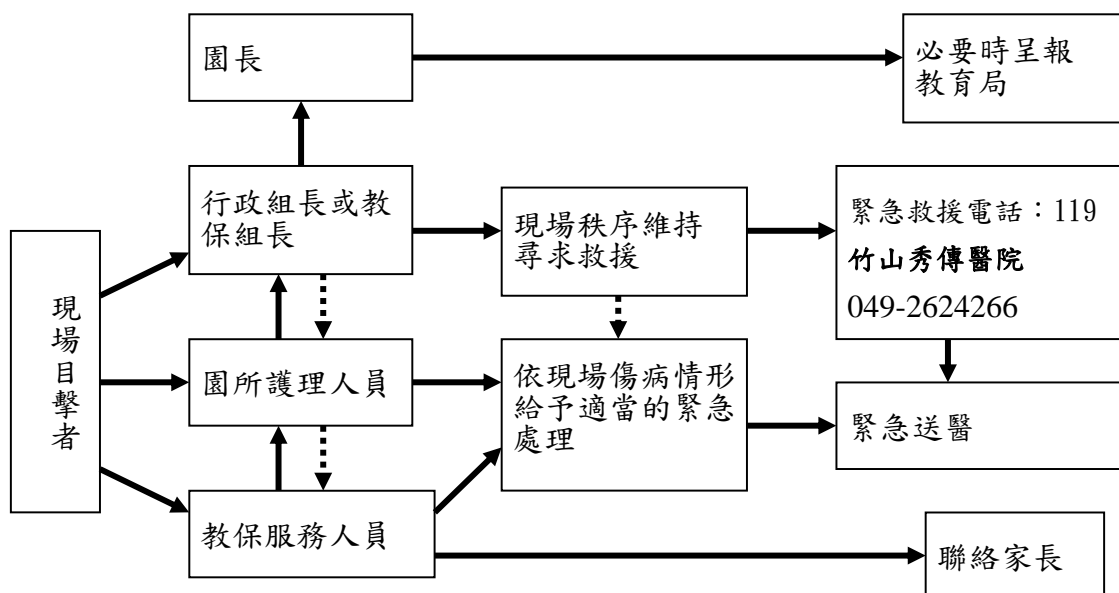 園長
必要時呈報
教育局
行政組長或教
保組長
現場秩序維持
尋求救援
緊急救援電話：119
竹山秀傳醫院
049-2624266
現場目擊者
園所護理人員
依現場傷病情形
給予適當的緊急
處理
緊急送醫
教保服務人員
聯絡家長